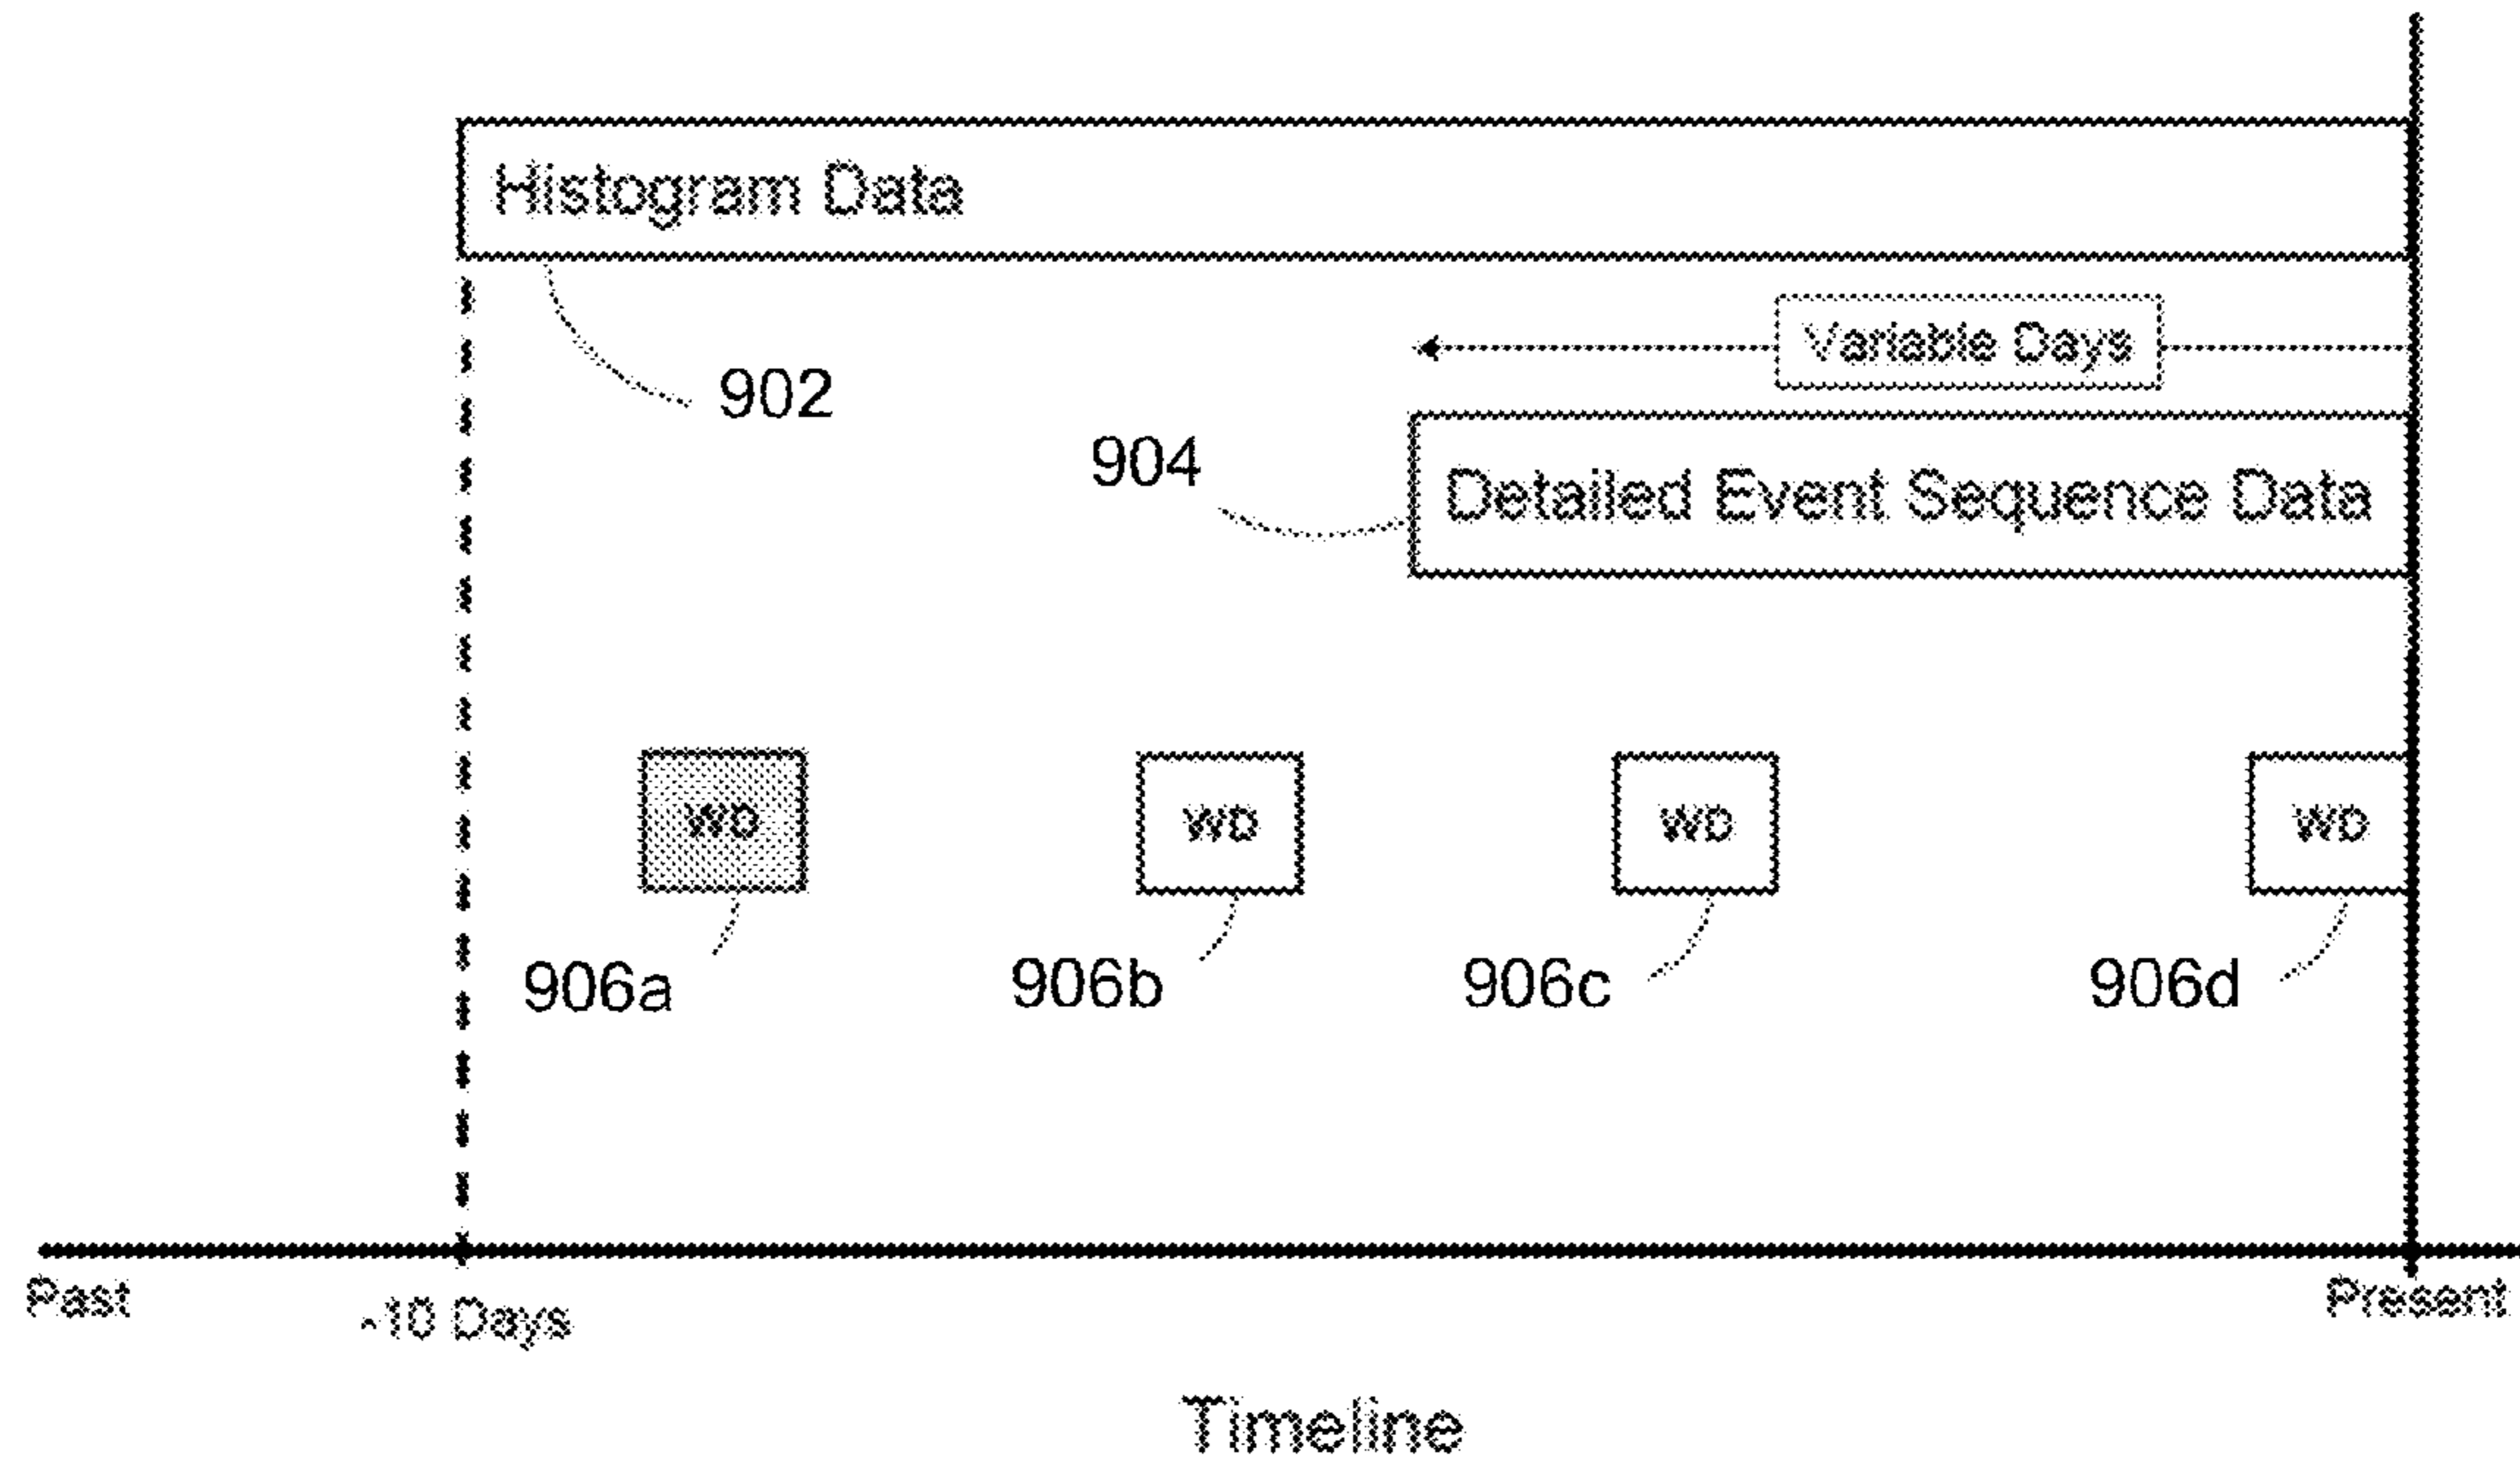 Histogram Data
Variable Days
902
904
Detailed Event Sequence Data
WD
WD
WD
WD
906a
906b
906c
906d
Past
-10 Days
Present
Timeline